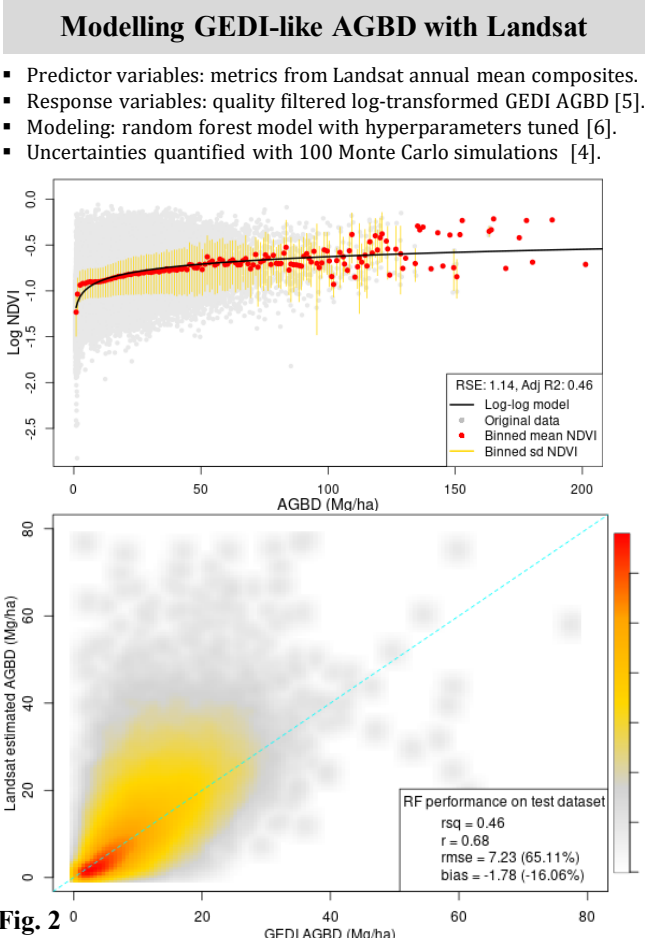 Modelling GEDI-like AGBD with Landsat
▪ Predictor variables: metrics from Landsat annual mean composites.
▪ Response variables: quality filtered log-transformed GEDI AGBD [5].
▪ Modeling: random forest model with hyperparameters tuned [6].
▪ Uncertainties quantified with 100 Monte Carlo simulations [4].
Log NDVI
0.0
-0.5
-1.0
-1.5
-2.0
-2.5
RSE: 1.14, Adj R2: 0.46
Log-log model
Original data
Binned mean NDVI
Binned sd NDVI
0 50 100 150 200
AGBD (Mg/ha)
Landsat estimated AGBD (Mg/ha)
80
60
40
20
0
RF performance on test dataset
rsq = 0.46
r = 0.68
rmse = 7.23 (65.11%)
bias = -1.78 (-16.06%)
0 20 40 60 80
GEDI AGBD (Mg/ha)
Fig. 2